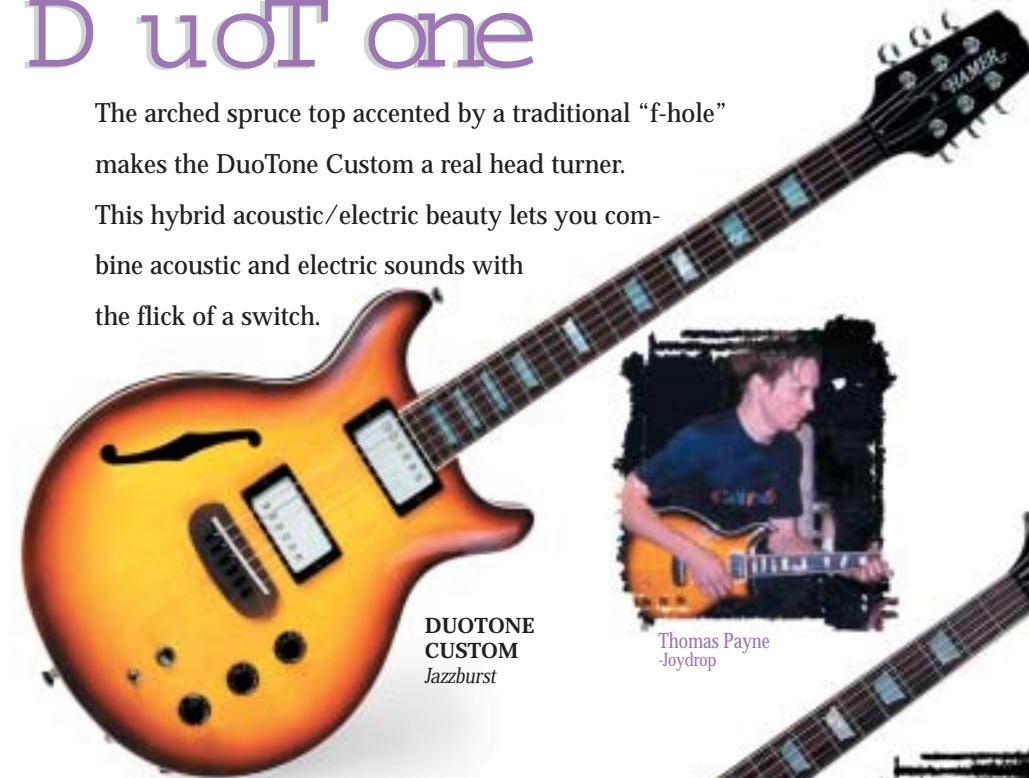 DuoTone
The arched spruce top accented by a traditional “f-hole”
makes the DuoTone Custom a real head turner.
This hybrid acoustic/electric beauty lets you com-
bine acoustic and electric sounds with
the flick of a switch.
HAMER
DUOTONE
CUSTOM
Jazzburst
Thomas Payne
-Joydrop